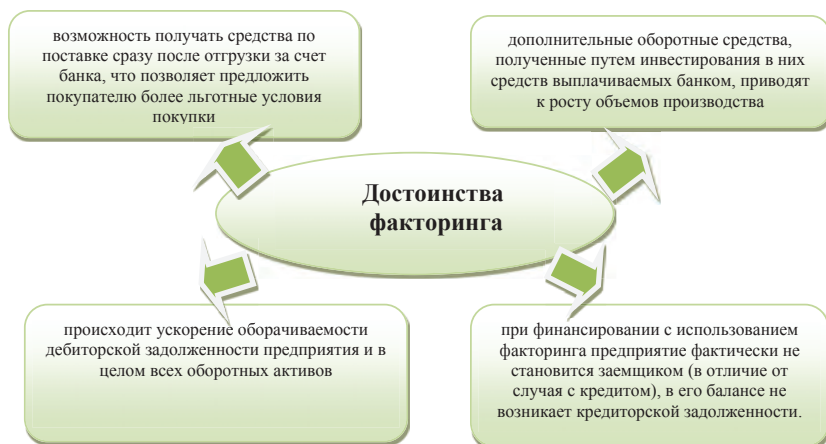 возможность получать средства по
поставке сразу после отгрузки за счет
банка, что позволяет предложить
покупателю более льготные условия
покупки
дополнительные оборотные средства,
полученные путем инвестирования в них
средств выплачиваемых банком, приводят
к росту объемов производства
Достоинства
факторинга
происходит ускорение оборачиваемости
дебиторской задолженности предприятия и в
целом всех оборотных активов
при финансировании с использованием
факторинга предприятие фактически не
становится заемщиком (в отличие от
случая с кредитом), в его балансе не
возникает кредиторской задолженности.